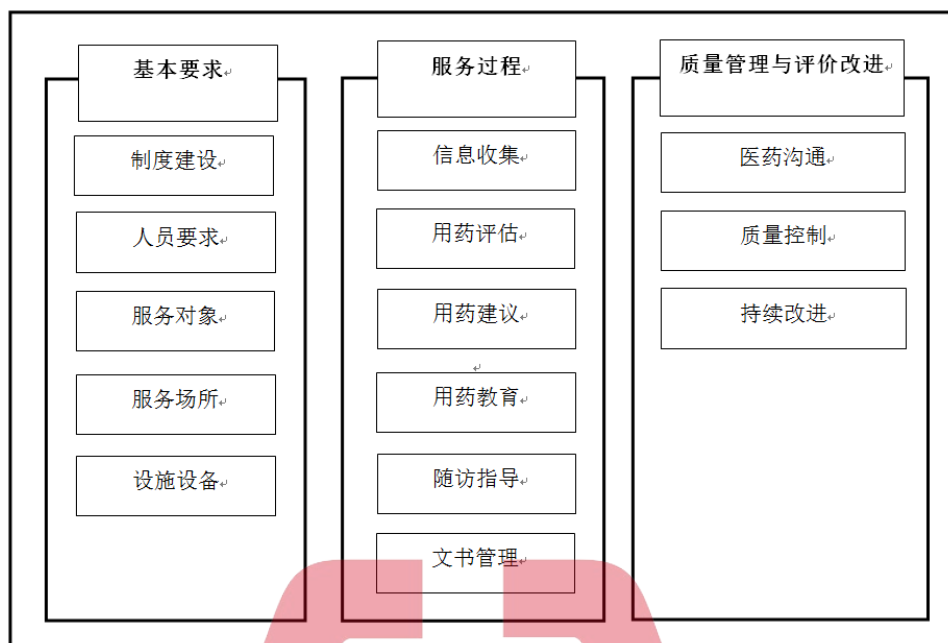 基本要求
制度建设
人员要求
服务对象
服务场所
设施设备
服务过程
信息收集
用药评估
用药建议
用药教育
随访指导
文书管理
质量管理与评价改进
医药沟通
质量控制
持续改进